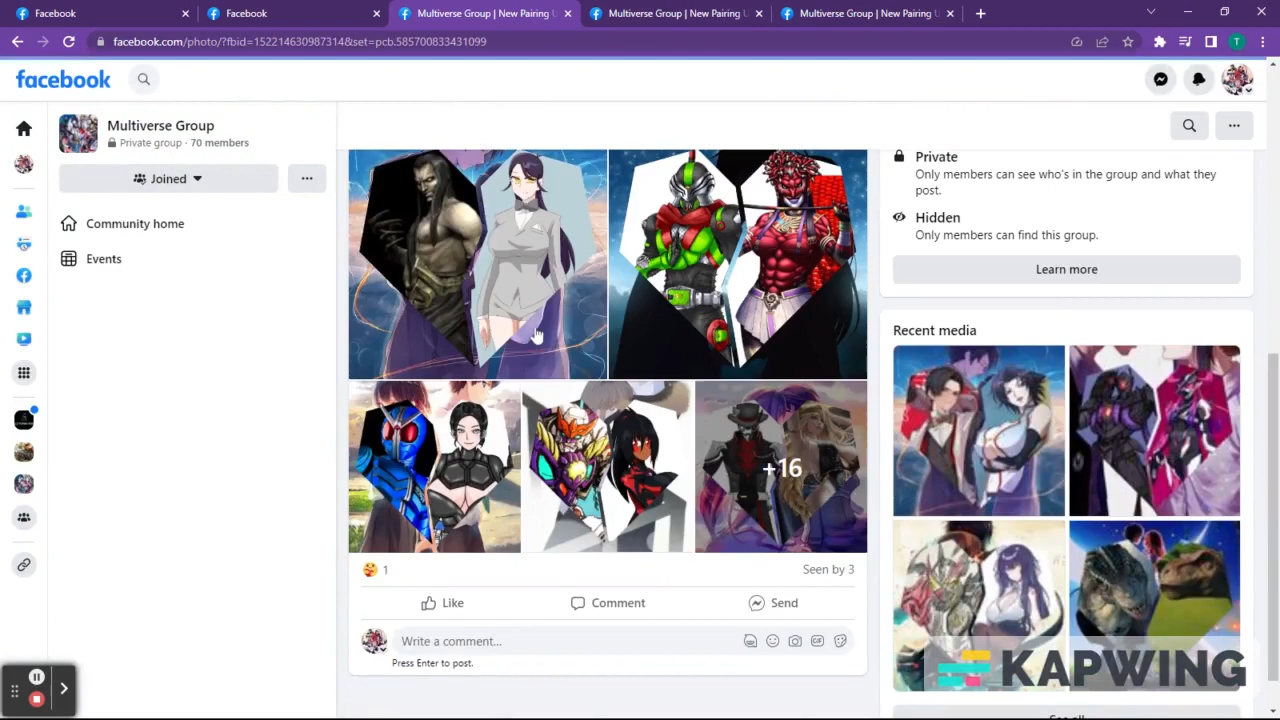 Facebook
Facebook
Multiverse Group | New Pairing U
Multiverse Group | New Pairing U
Multiverse Group | New Pairing U
facebook.com/photo/?fbid=1522146309873148&set=pcb.585700833431099
T
facebook
Multiverse Group
Private group · 70 members
Joined
Community home
Events
Private
Only members can see who's in the group and what they
post.
Hidden
Only members can find this group.
Learn more
Recent media
+16
1
Seen by 3
Like
Comment
Send
Write a comment...
GIF
Press Enter to post.
KAPWING